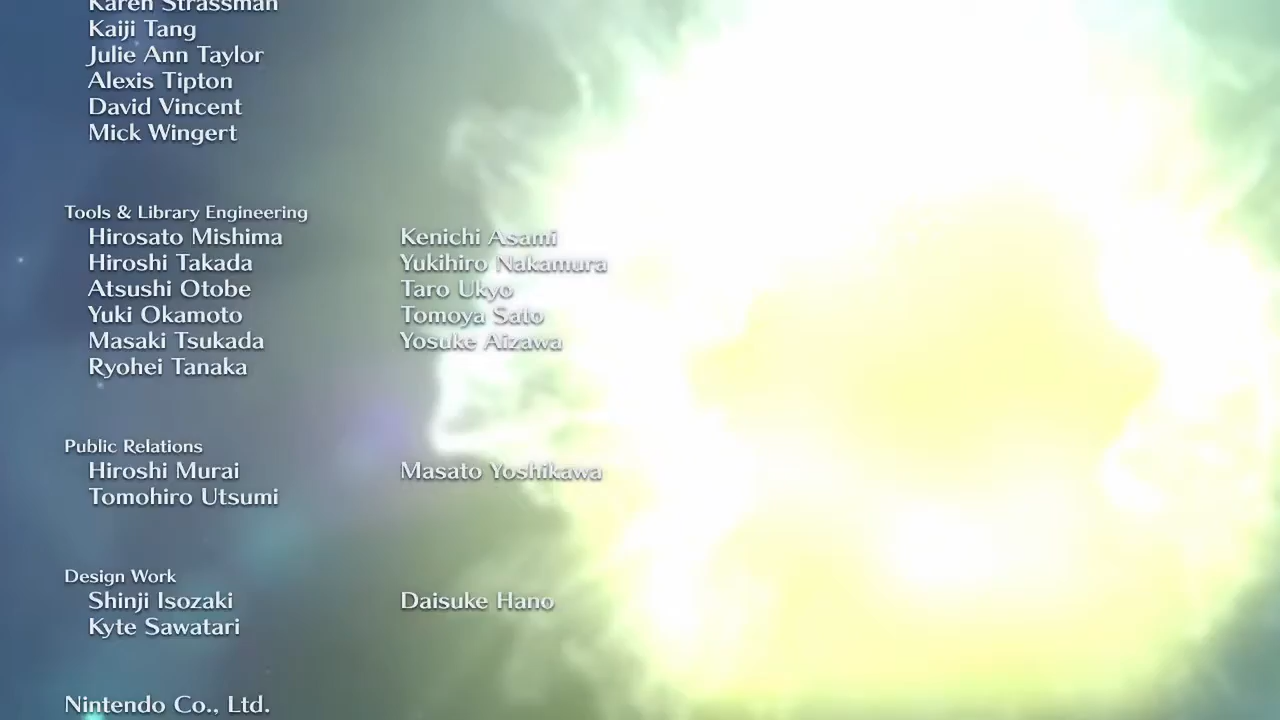 Karen Strassman
Kaiji Tang
Julie Ann Taylor
Alexis Tipton
David Vincent
Mick Wingert
Tools & Library Engineering
Hirosato Mishima Kenichi Asami
Hiroshi Takada Yukihiro Nakamura
Atsushi Otobe Taro Ukyo
Yuki Okamoto Tomoya Sato
Masaki Tsukada Yosuke Aizawa
Ryohei Tanaka
Public Relations
Hiroshi Murai Masato Yoshikawa
Tomohiro Utsumi
Design Work
Shinji Isozaki Daisuke Hano
Kyte Sawatari
Nintendo Co., Ltd.